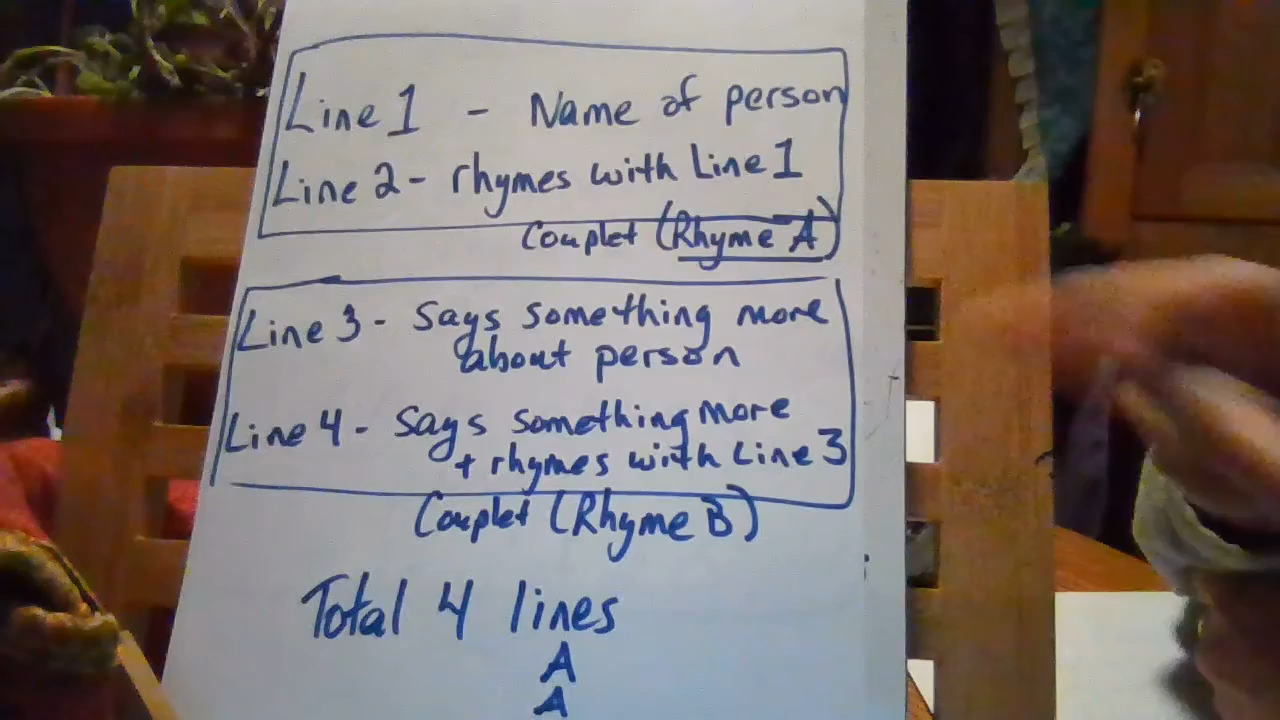 Line 1 - Name of person
Line 2 - rhymes with Line 1
Couplet (Rhyme A)
Line 3 - Says something more
about person
Line 4 - Says something more
+ rhymes with Line 3
Couplet (Rhyme B)
Total 4 lines
A
A